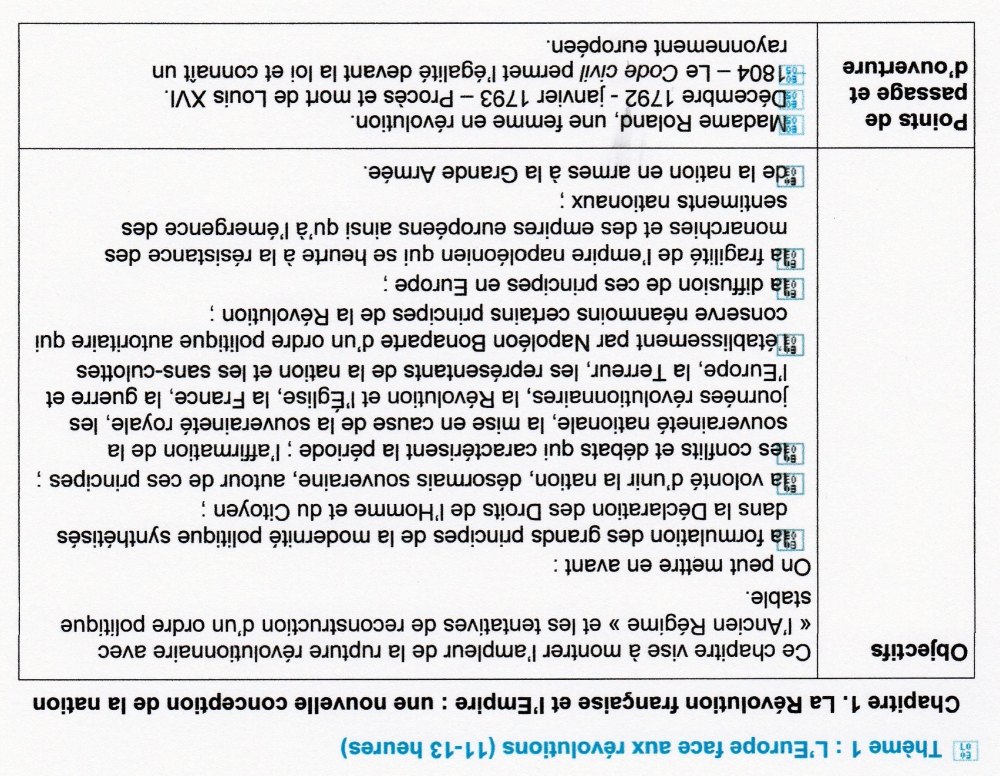 Thème 1 : L'Europe face aux révolutions (11-13 heures)
Chapitre 1. La Révolution française et l'Empire : une nouvelle conception de la nation
Objectifs
Ce chapitre vise à montrer l'ampleur de la rupture révolutionnaire avec
« l'Ancien Régime » et les tentatives de reconstruction d'un ordre politique
stable.
On peut mettre en avant :
la formulation des grands principes de la modernité politique synthétisés
dans la Déclaration des Droits de l'Homme et du Citoyen ;
la volonté d'unir la nation, désormais souveraine, autour de ces principes ;
les conflits et débats qui caractérisent la période ; l'affirmation de la
souveraineté nationale, la mise en cause de la souveraineté royale, les
journées révolutionnaires, la Révolution et l'Église, la France, la guerre et
l'Europe, la Terreur, les représentants de la nation et les sans-culottes
l'établissement par Napoléon Bonaparte d'un ordre politique autoritaire qui
conserve néanmoins certains principes de la Révolution ;
la diffusion de ces principes en Europe ;
la fragilité de l'empire napoléonien qui se heurte à la résistance des
monarchies et des empires européens ainsi qu'à l'émergence des
sentiments nationaux ;
de la nation en armes à la Grande Armée.
Points de
passage et
d'ouverture
Madame Roland, une femme en révolution.
Décembre 1792 - janvier 1793 – Procès et mort de Louis XVI.
1804 – Le Code civil permet l'égalité devant la loi et connaît un
rayonnement européen.